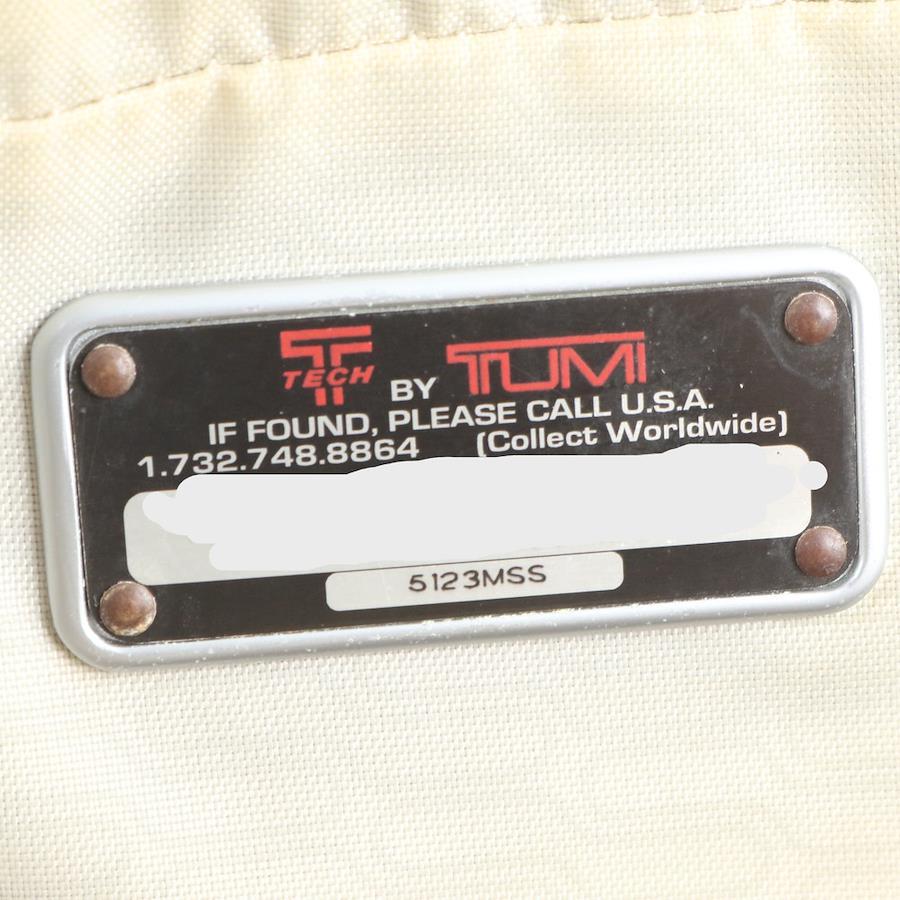 T TECH BY TUMI
IF FOUND, PLEASE CALL U.S.A.
1.732.748.8864 (Collect Worldwide)
5123MSS